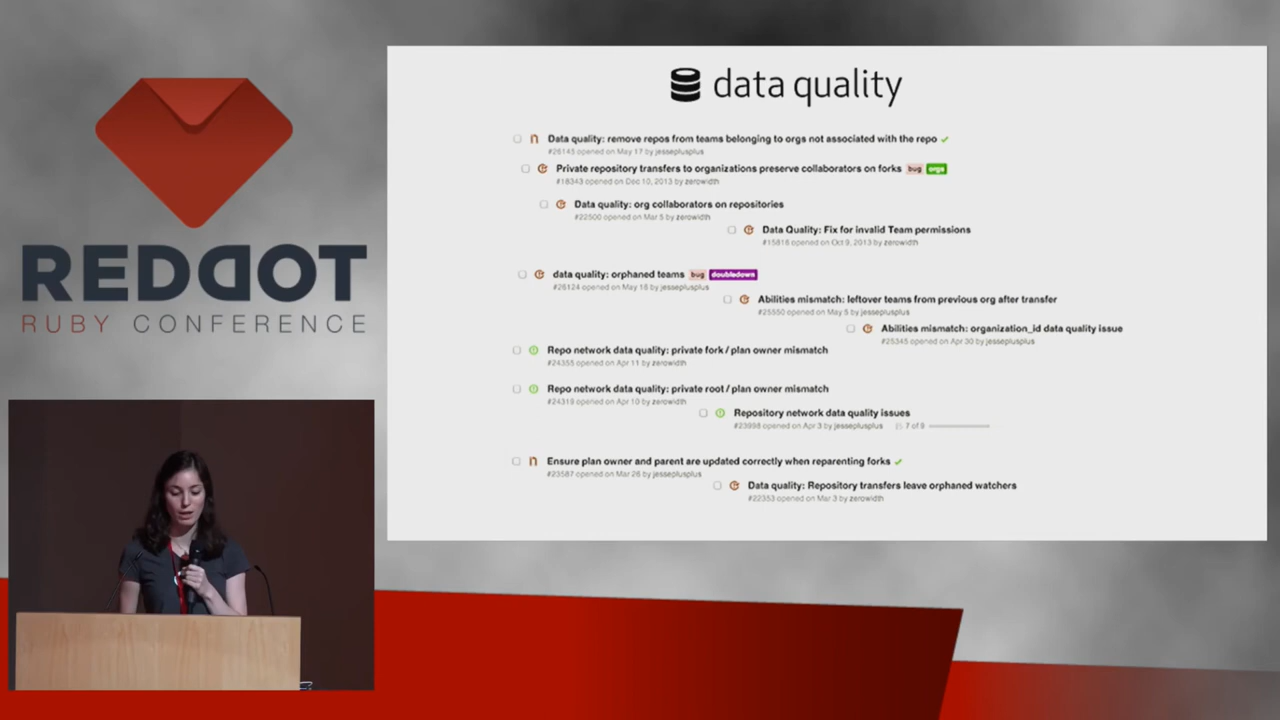 REDDOT
RUBY CONFERENCE
data quality
Data quality: remove repos from teams belonging to orgs not associated with the repo
#26145 opened on May 17 by jesseplusplus
Private repository transfers to organizations preserve collaborators on forks bug orgs
#18343 opened on Dec 10, 2013 by zerowidth
Data quality: org collaborators on repositories
#22500 opened on Mar 5 by zerowidth
Data Quality: Fix for invalid Team permissions
#15816 opened on Oct 9, 2013 by zerowidth
data quality: orphaned teams bug doubledown
#26124 opened on May 16 by jesseplusplus
Abilities mismatch: leftover teams from previous org after transfer
#25550 opened on May 5 by jesseplusplus
Abilities mismatch: organization_id data quality issue
#25345 opened on Apr 30 by jesseplusplus
Repo network data quality: private fork / plan owner mismatch
#24355 opened on Apr 11 by zerowidth
Repo network data quality: private root / plan owner mismatch
#24319 opened on Apr 10 by zerowidth
Repository network data quality issues
#23998 opened on Apr 3 by jesseplusplus 7 of 9
Ensure plan owner and parent are updated correctly when reparenting forks
#23587 opened on Mar 26 by jesseplusplus
Data quality: Repository transfers leave orphaned watchers
#22353 opened on Mar 3 by zerowidth